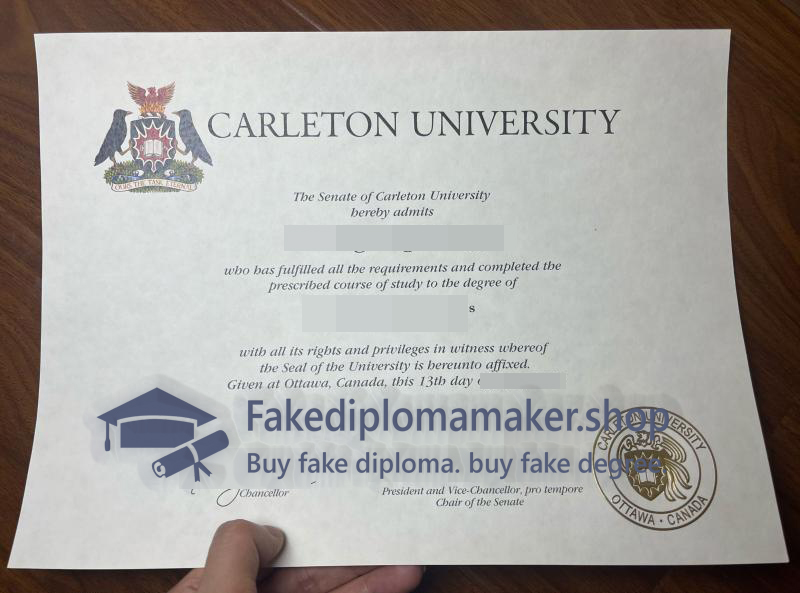 CARLETON UNIVERSITY
OURS THE TASK ETERNAL
The Senate of Carleton University
hereby admits
who has fulfilled all the requirements and completed the
prescribed course of study to the degree of
s
with all its rights and privileges in witness whereof
the Seal of the University is hereunto affixed.
Given at Ottawa, Canada, this 13th day
Fakediplomamaker.shop
Buy fake diploma. buy fake degree
Chancellor
President and Vice-Chancellor, pro tempore
Chair of the Senate
CARLETON UNIVERSITY
OTTAWA • CANADA